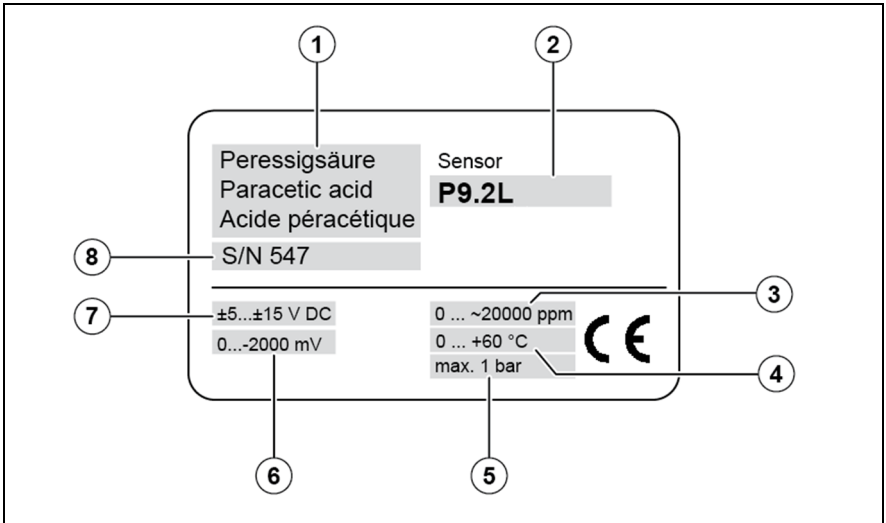 1
2
Peressigsäure
Paracetic acid
Acide péracétique
Sensor
P9.2L
8
S/N 547
3
7
±5...±15 V DC
0...-2000 mV
0 ... ~20000 ppm
0 ... +60 °C
max. 1 bar
CE
4
6
5